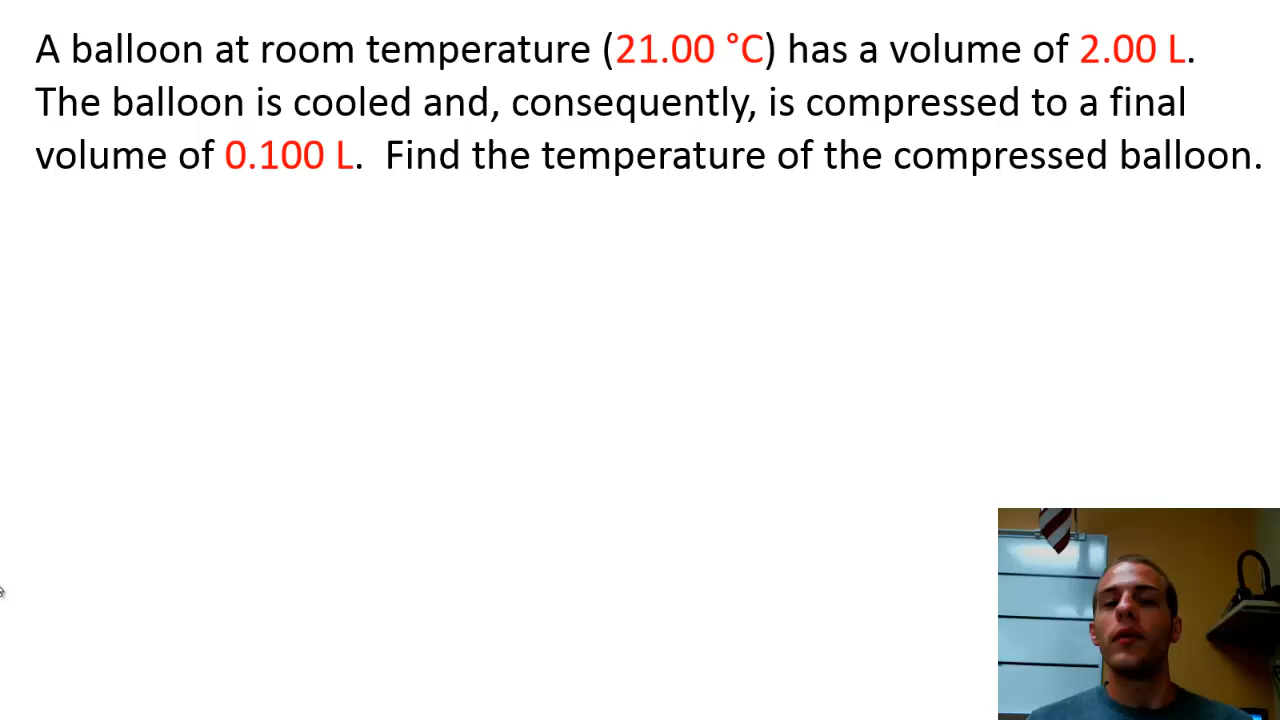 A balloon at room temperature (21.00 °C) has a volume of 2.00 L.
The balloon is cooled and, consequently, is compressed to a final
volume of 0.100 L.  Find the temperature of the compressed balloon.